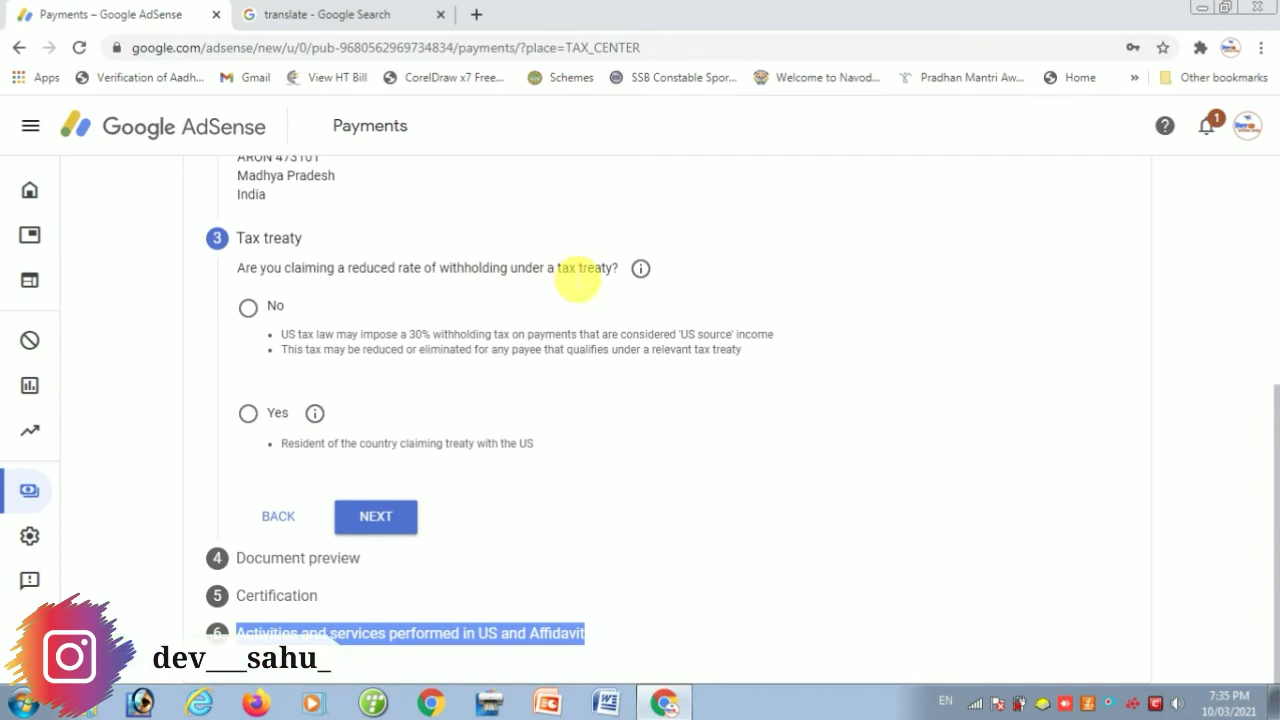 Payments – Google AdSense
translate - Google Search
google.com/adsense/new/u/0/pub-9680562969734834/payments/?place=TAX_CENTER
Apps
Verification of Aadh...
Gmail
View HT Bill
CorelDraw x7 Free...
Schemes
SSB Constable Spor...
Welcome to Navod...
Pradhan Mantri Aw...
Home
»
Other bookmarks
Google AdSense
Payments
1
ARON 473101
Madhya Pradesh
India
3 Tax treaty
Are you claiming a reduced rate of withholding under a tax treaty?
No
• US tax law may impose a 30% withholding tax on payments that are considered 'US source' income
• This tax may be reduced or eliminated for any payee that qualifies under a relevant tax treaty
Yes
• Resident of the country claiming treaty with the US
BACK
NEXT
4 Document preview
5 Certification
6 Activities and services performed in US and Affidavit
dev___sahu_
EN
7:35 PM
10/03/2021